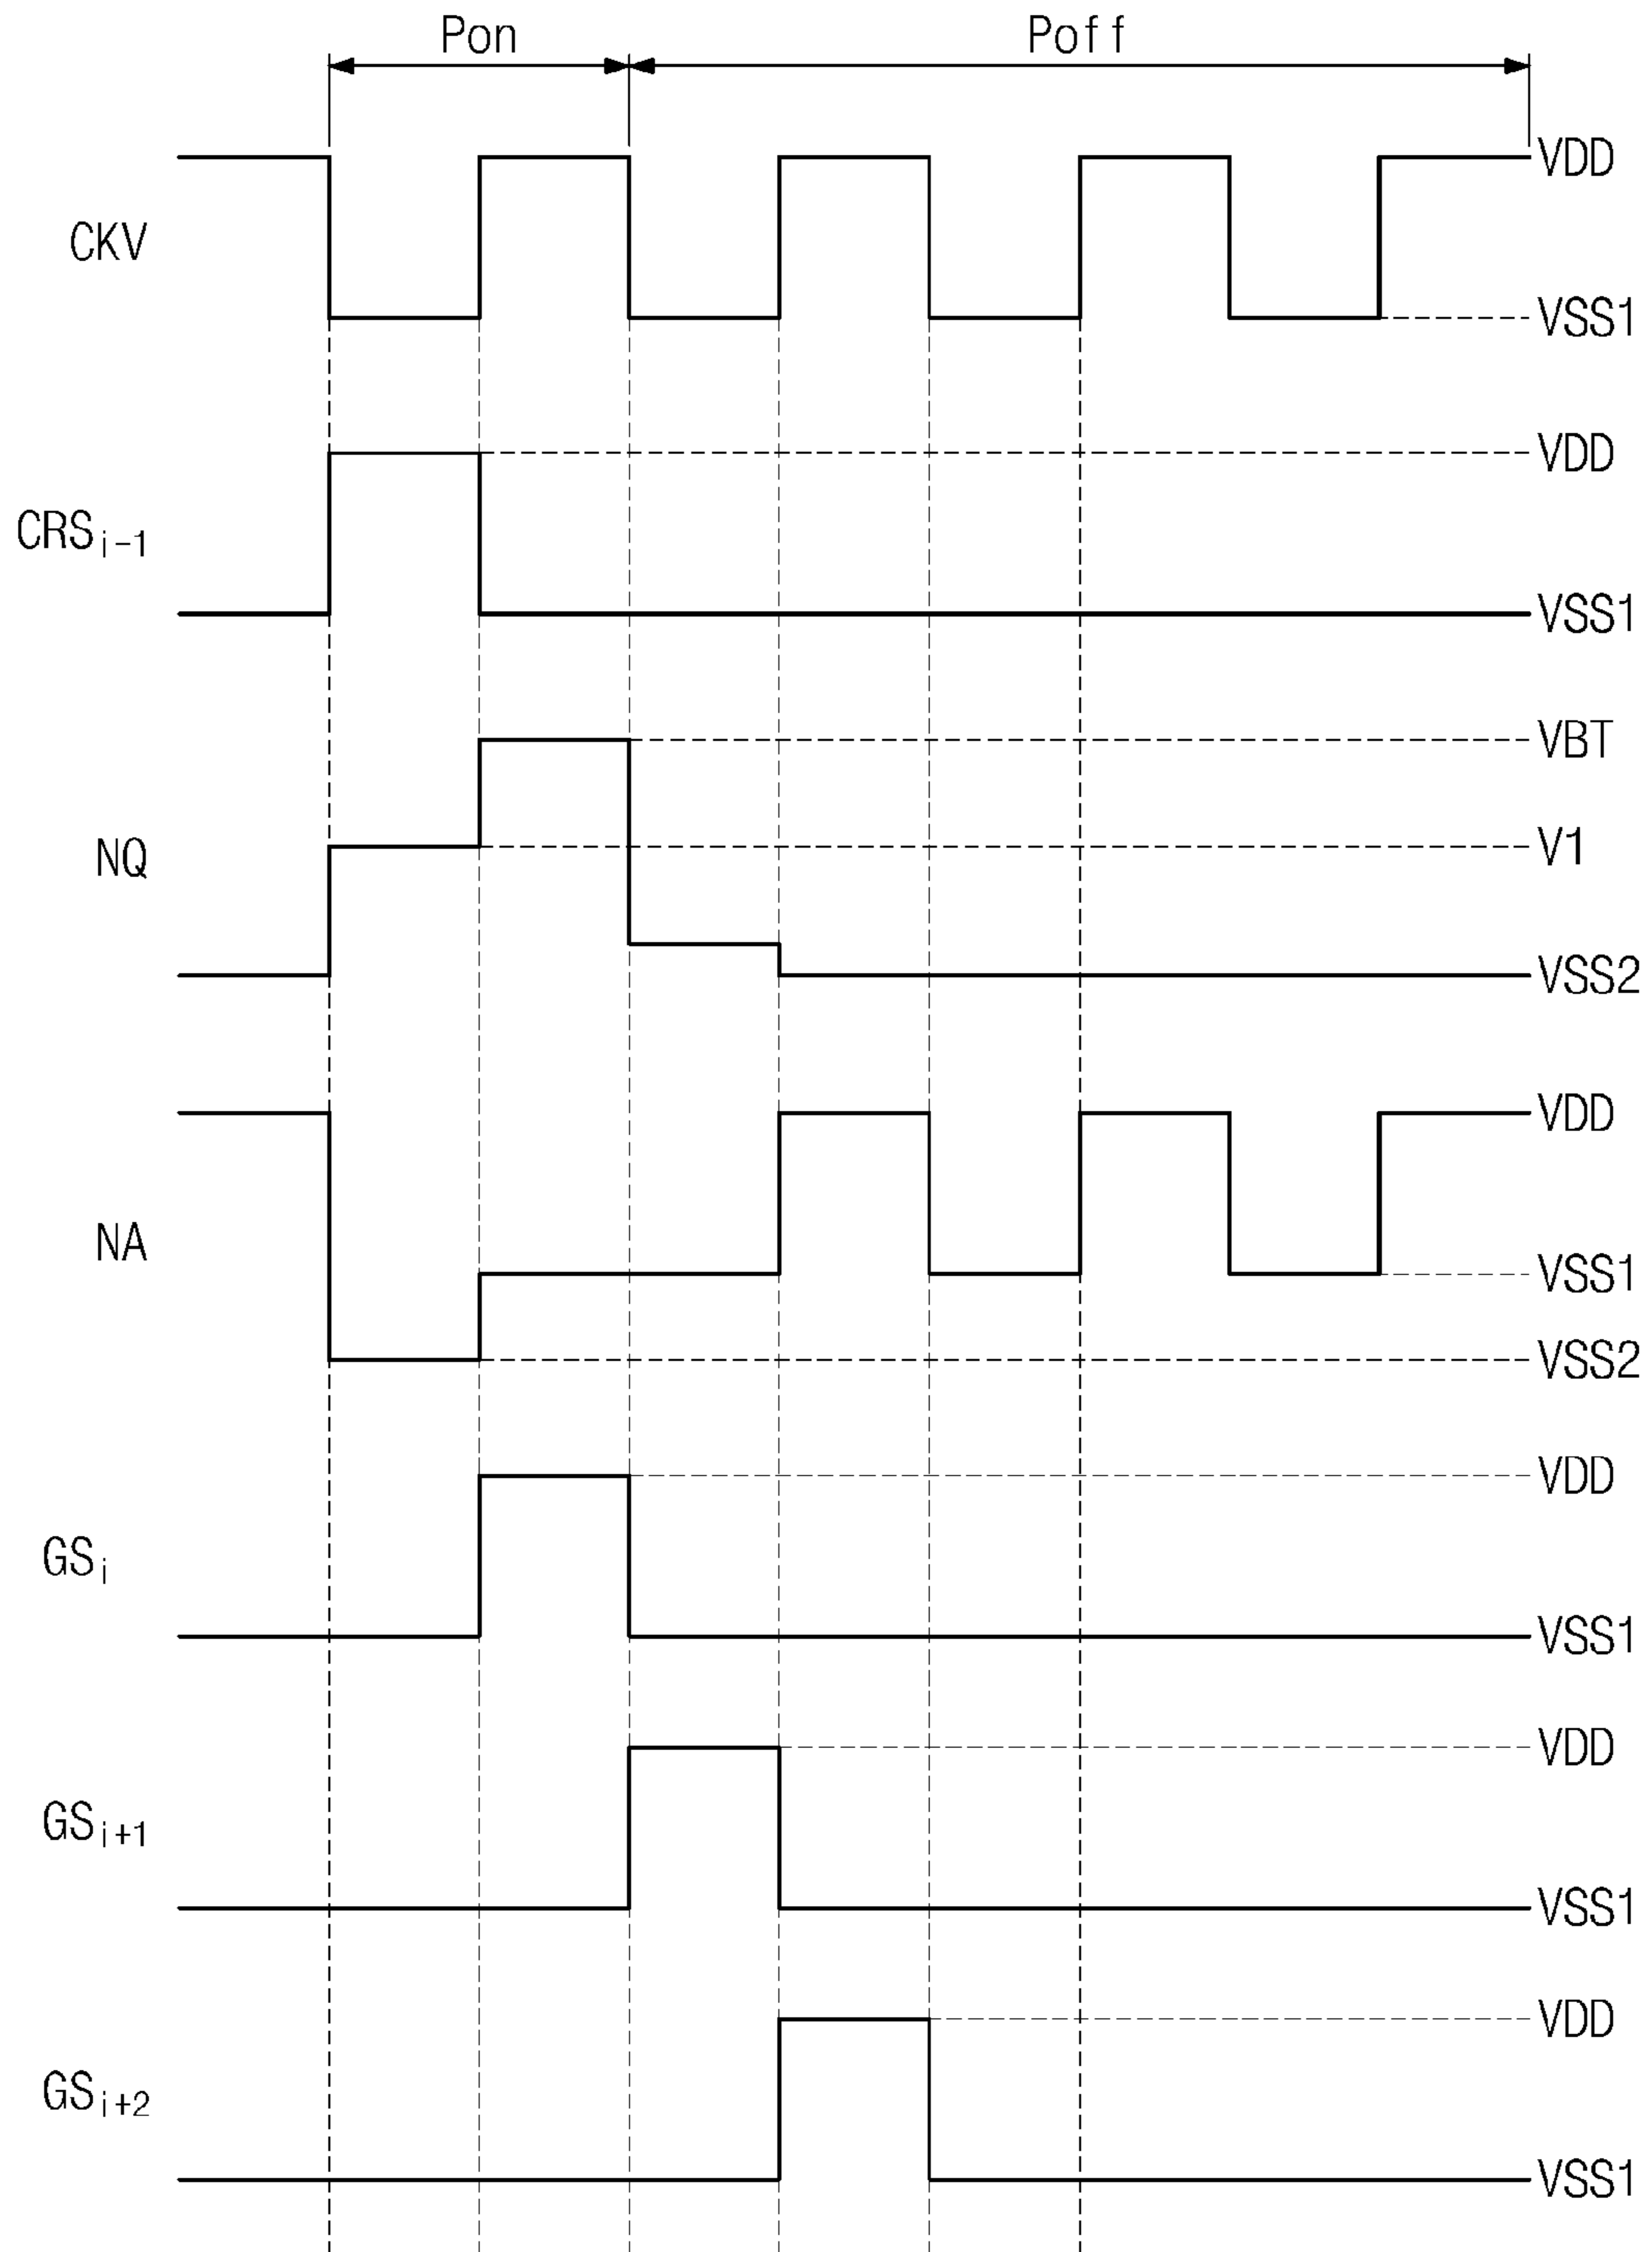 Pon Poff
VDD
CKV
VSS1
VDD
CRSi-1
VSS1
VBT
V1
NQ
VSS2
VDD
NA
VSS1
VSS2
VDD
GSi
VSS1
VDD
GSi+1
VSS1
VDD
GSi+2
VSS1